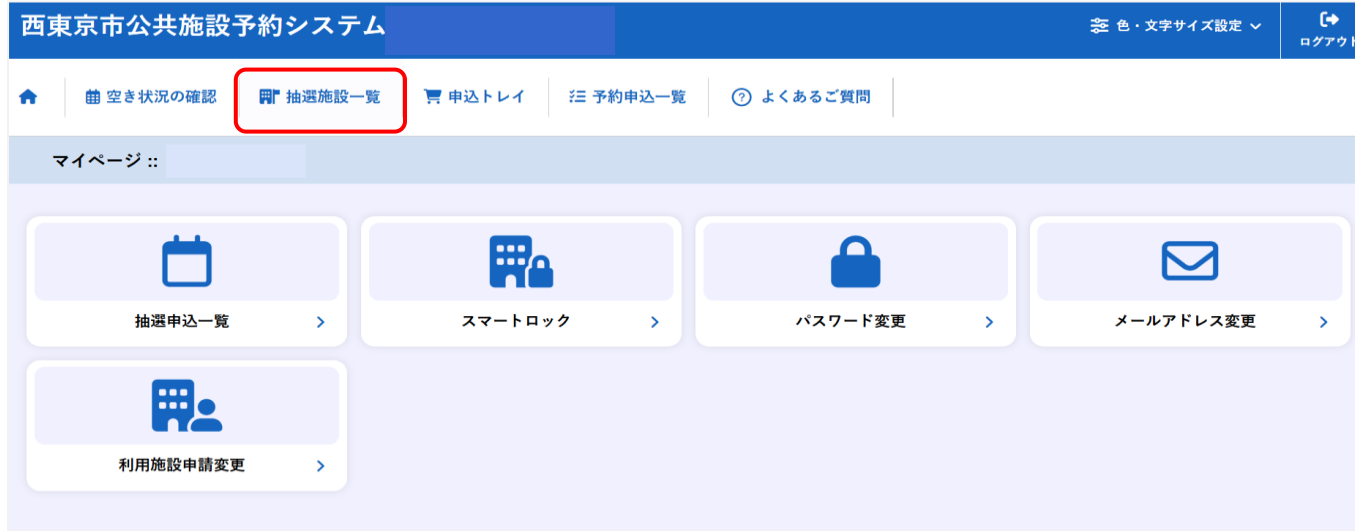 西東京市公共施設予約システム
色・文字サイズ設定
ログアウト
空き状況の確認
抽選施設一覧
申込トレイ
予約申込一覧
? よくあるご質問
マイページ ::
抽選申込一覧
スマートロック
パスワード変更
メールアドレス変更
利用施設申請変更